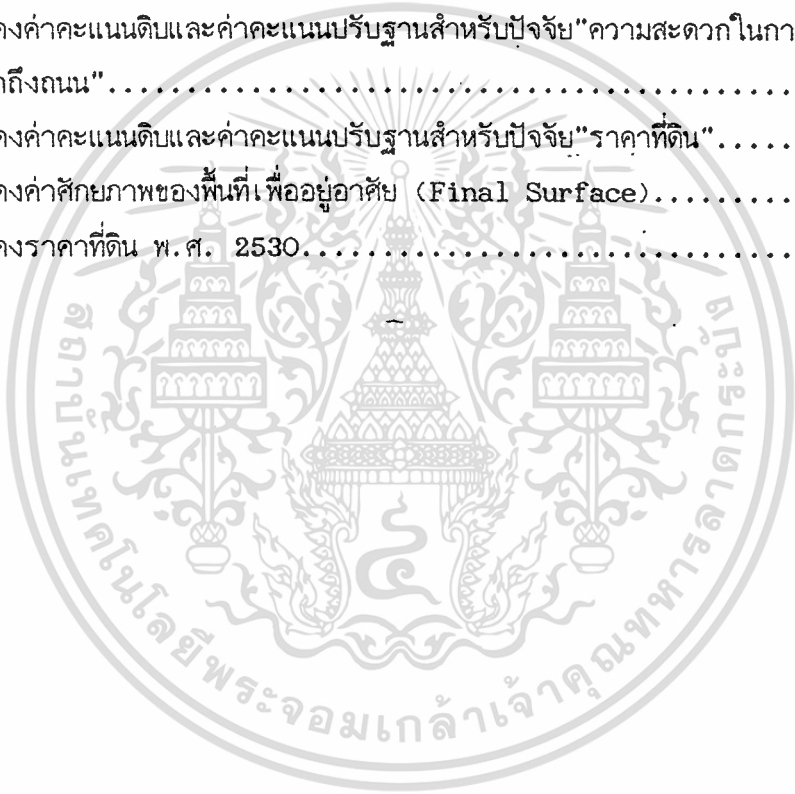 ดงค่าคะแนนดิบและค่าคะแนนปรับฐานสำหรับปัจจัย"ความสะดวกในกา
าถึงถนน"................................................
ดงค่าคะแนนดิบและค่าคะแนนปรับฐานสำหรับปัจจัย"ราคาที่ดิน".....
ดงค่าศักยภาพของพื้นที่เพื่ออยู่อาศัย (Final Surface).........
ดงราคาที่ดิน พ.ศ. 2530..............................
สถาบันเทคโนโลยีพระจอมเกล้าเจ้าคุณทหารลาดกระบัง